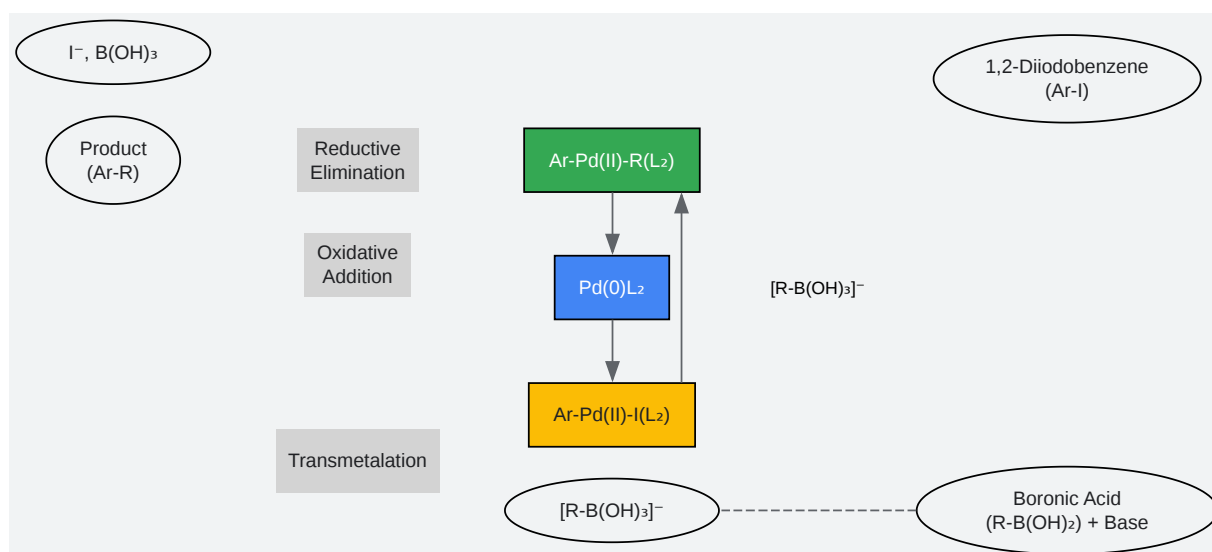 I⁻, B(OH)₃
1,2-Diiodobenzene
(Ar-I)
Product
(Ar-R)
Reductive
Elimination
Ar-Pd(II)-R(L₂)
Oxidative
Addition
Pd(0)L₂
[R-B(OH)₃]⁻
Ar-Pd(II)-I(L₂)
Transmetalation
[R-B(OH)₃]⁻
Boronic Acid
(R-B(OH)₂) + Base